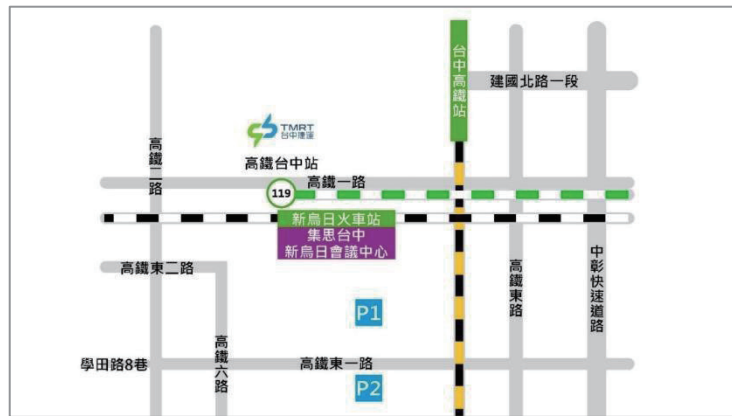 台中高鐵站
建國北路一段
TMRT
台中捷運
高鐵二路
高鐵台中站
119
高鐵一路
新烏日火車站
集思台中
新烏日會議中心
高鐵東二路
高鐵東路
中彰快速道路
P1
高鐵六路
學田路8巷
高鐵東一路
P2